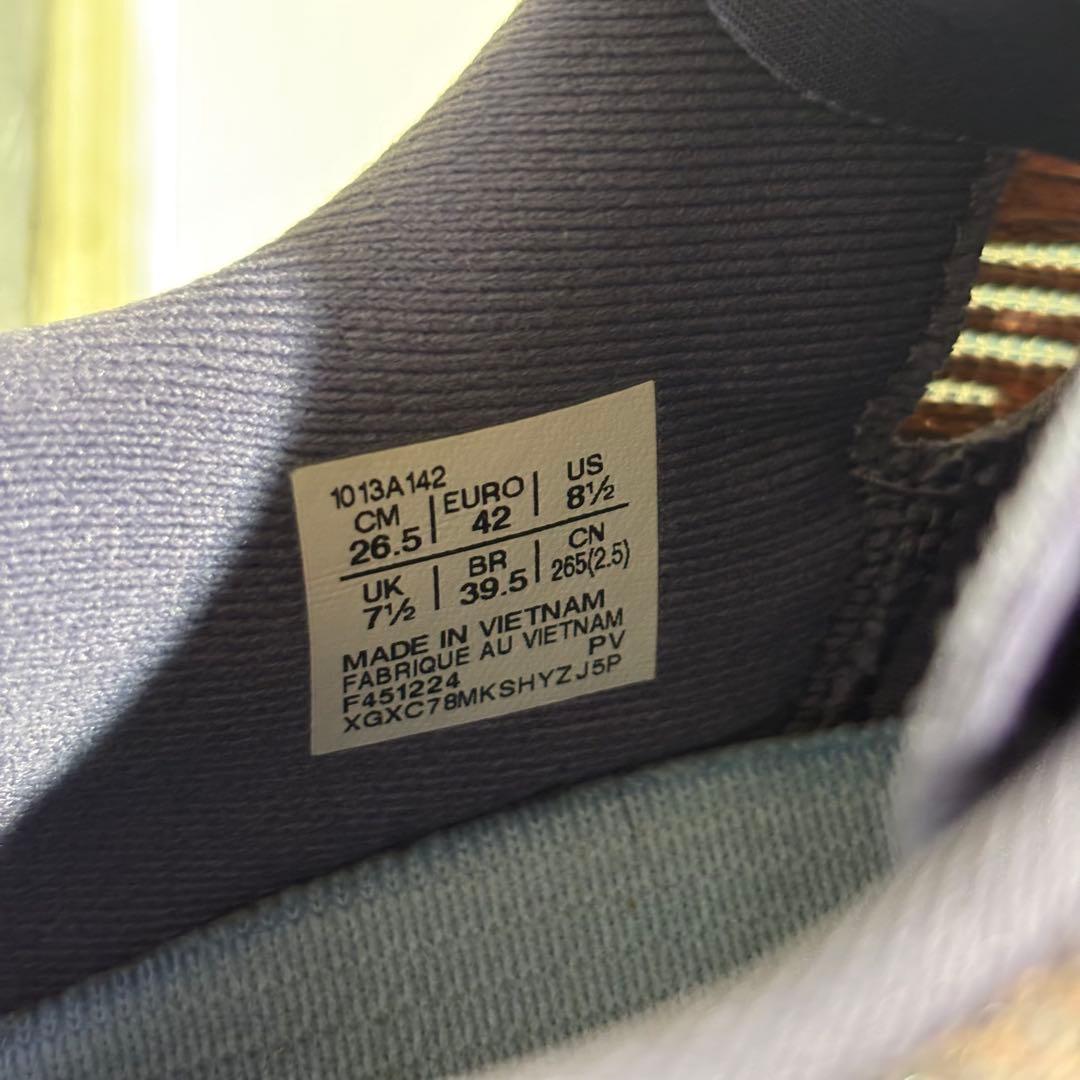 1013A142
CM | EURO | US
26.5 | 42 | 8½
UK | BR | CN
7½ | 39.5 | 265(2.5)
MADE IN VIETNAM
FABRIQUE AU VIETNAM
F451224 PV
XGXC78MKSHYZJ5P